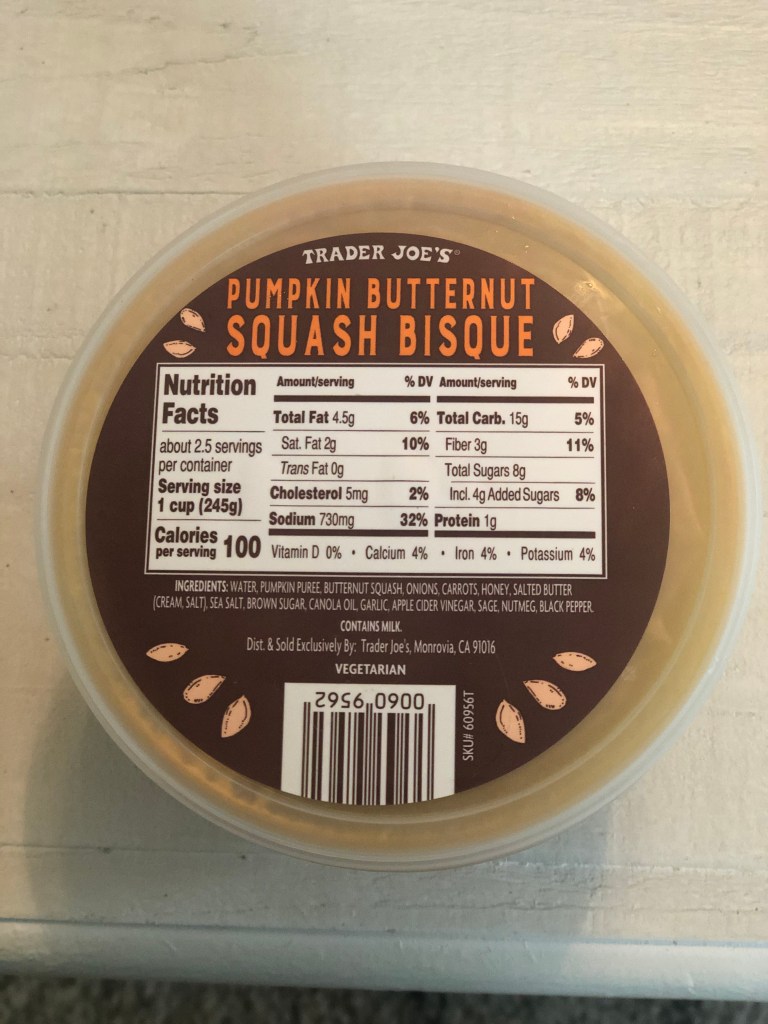 TRADER JOE'S®
PUMPKIN BUTTERNUT
SQUASH BISQUE
Nutrition
Facts
about 2.5 servings
per container
Serving size
1 cup (245g)
Calories
per serving 100
Amount/serving % DV
Total Fat 4.5g 6%
Sat. Fat 2g 10%
Trans Fat 0g
Cholesterol 5mg 2%
Sodium 730mg 32%
Amount/serving % DV
Total Carb. 15g 5%
Fiber 3g 11%
Total Sugars 8g
Incl. 4g Added Sugars 8%
Protein 1g
Vitamin D 0% • Calcium 4% • Iron 4% • Potassium 4%
INGREDIENTS: WATER, PUMPKIN PUREE, BUTTERNUT SQUASH, ONIONS, CARROTS, HONEY, SALTED BUTTER
(CREAM, SALT), SEA SALT, BROWN SUGAR, CANOLA OIL, GARLIC, APPLE CIDER VINEGAR, SAGE, NUTMEG, BLACK PEPPER.
CONTAINS MILK.
Dist. & Sold Exclusively By: Trader Joe's, Monrovia, CA 91016
VEGETARIAN
0060 9562
SKU# 60956T